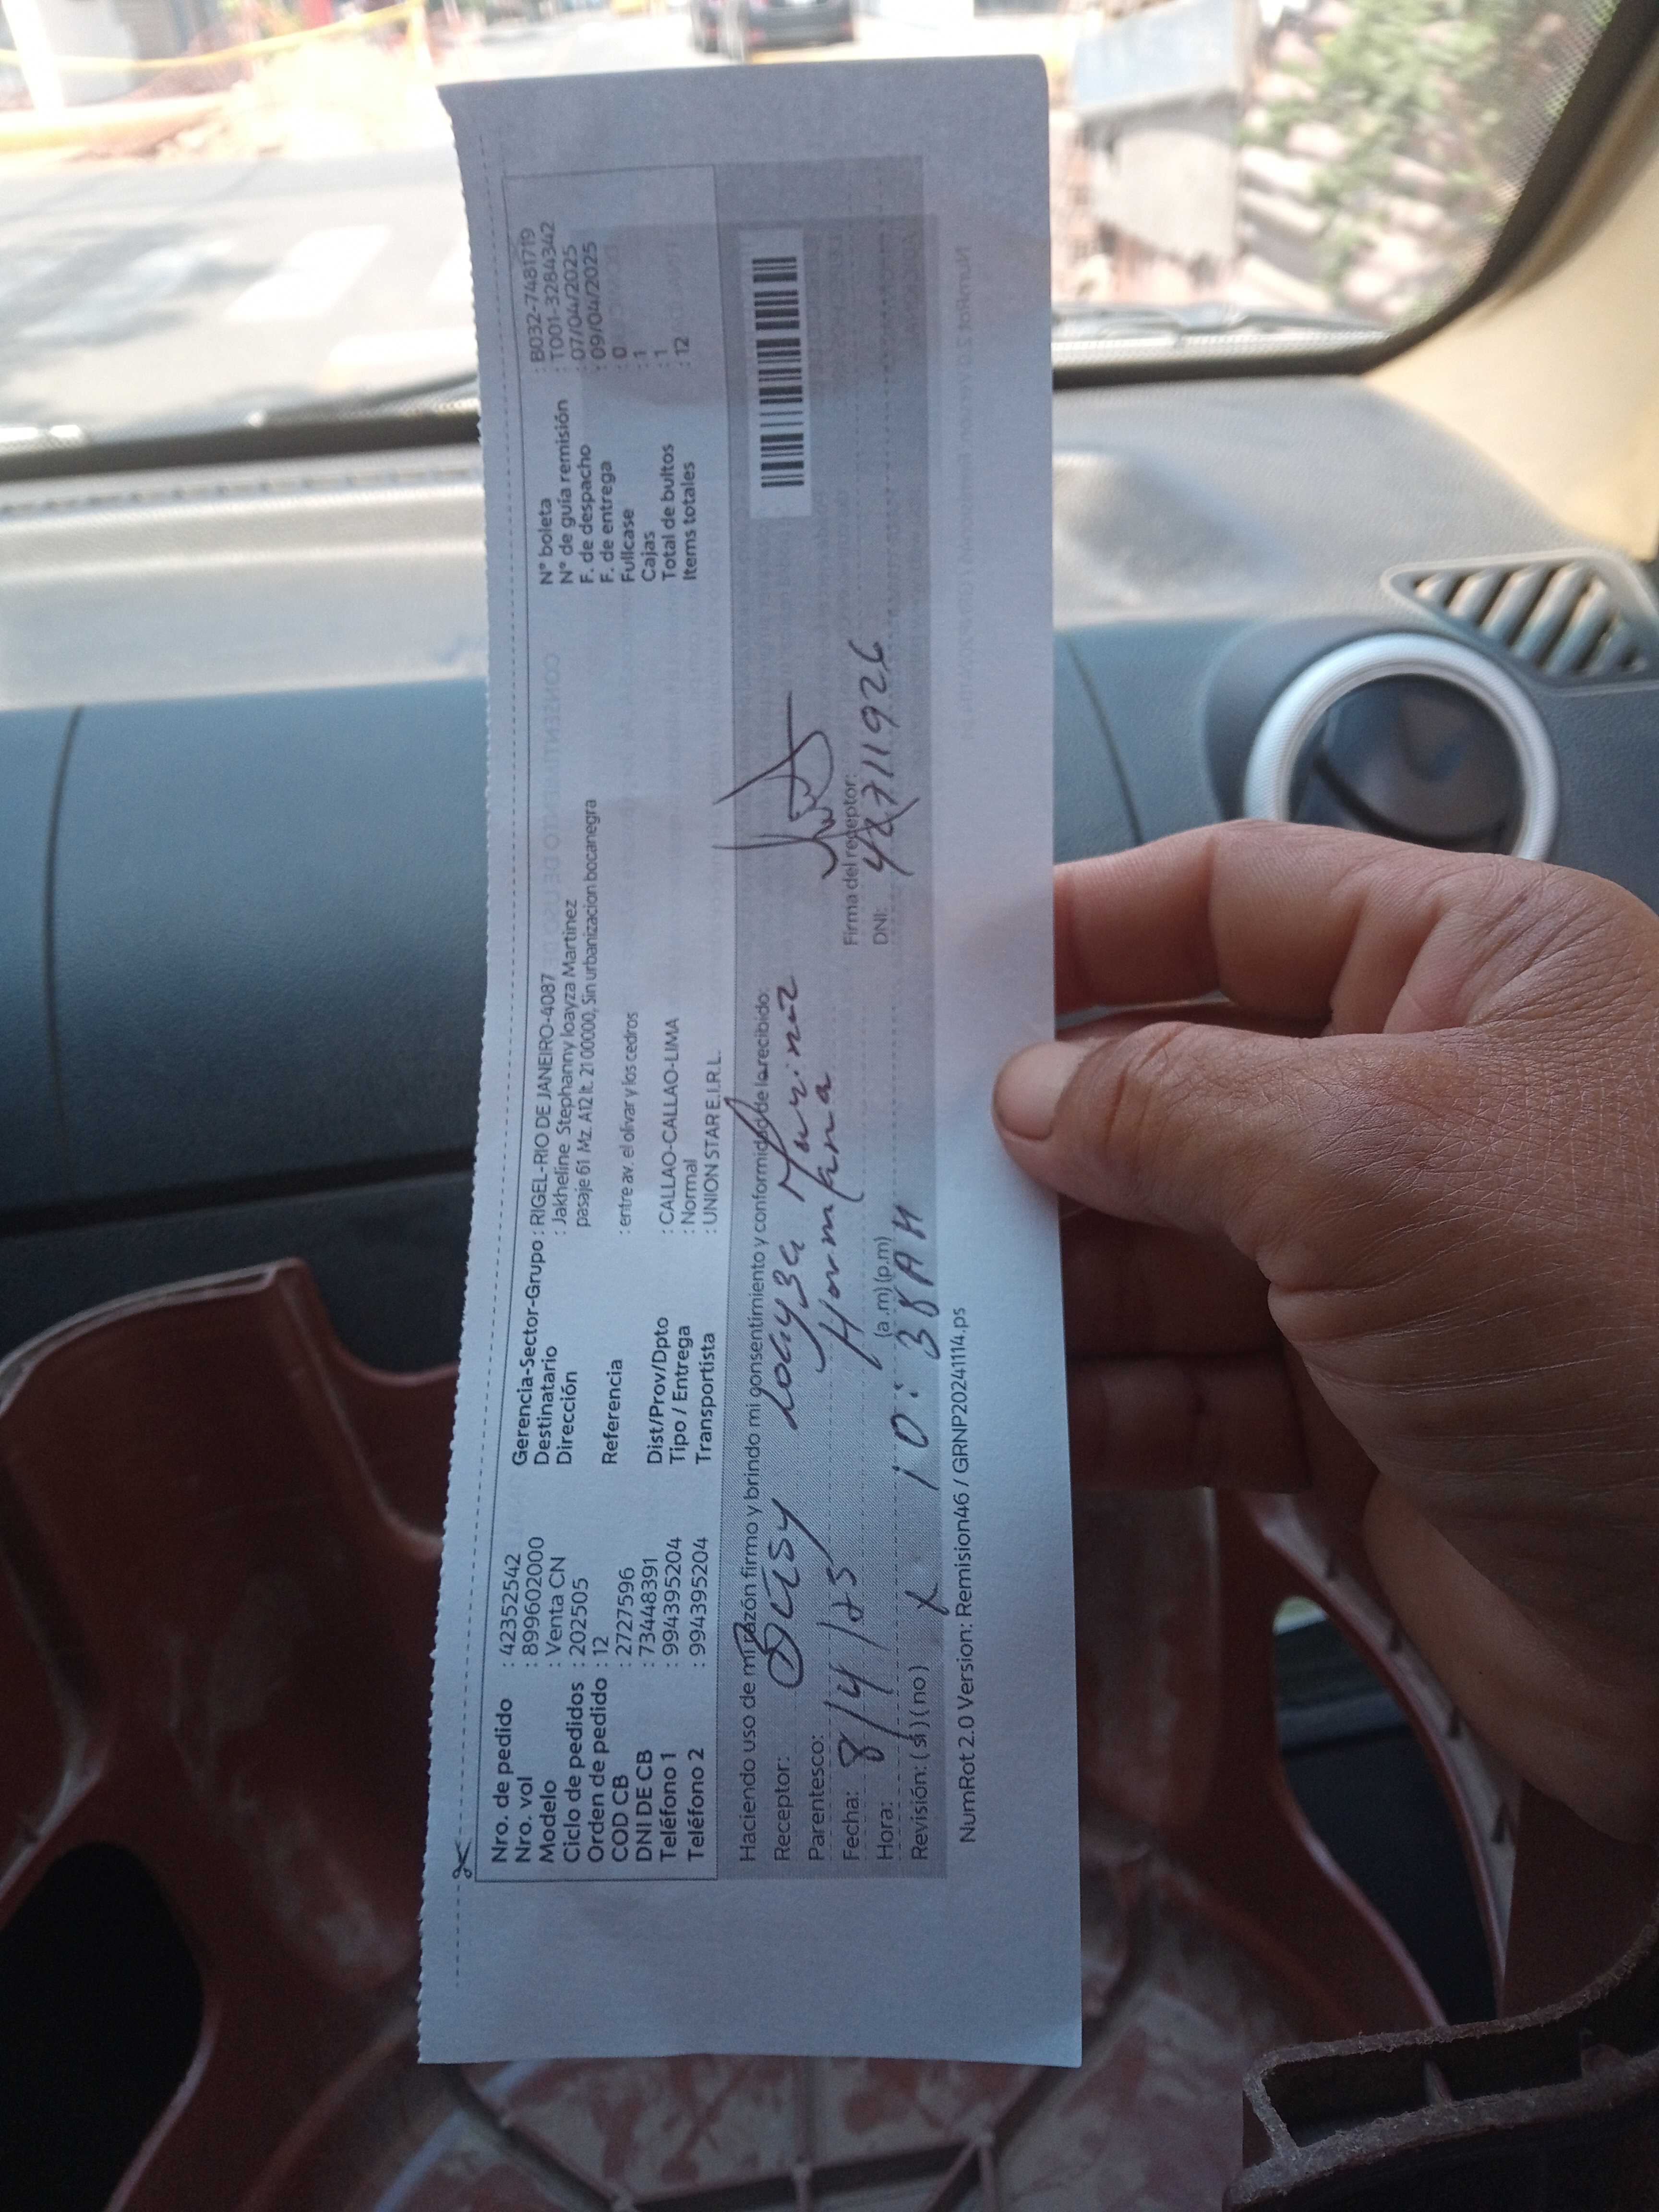 Nro. de pedido : 42352542
Nro. vol : 899602000
Modelo : Venta CN
Ciclo de pedidos : 202505
Orden de pedido : 12
COD CB : 2727596
DNI DE CB : 73448391
Teléfono 1 : 994395204
Teléfono 2 : 994395204
Gerencia-Sector-Grupo : RIGEL-RIO DE JANEIRO-4087
Destinatario : Jakheline Stephanny loayza Martinez
Dirección pasaje 61 Mz. A12 lt. 21 00000, Sin urbanizacion bocanegra
Referencia : entre av. el olivar y los cedros
Dist/Prov/Dpto : CALLAO-CALLAO-LIMA
Tipo / Entrega : Normal
Transportista : UNION STAR E.I.R.L.
N° boleta : B032-7481719
N° de guía remisión : T001-3284342
F. de despacho : 07/04/2025
F. de entrega : 09/04/2025
Fullcase : 0
Cajas : 1
Total de bultos : 1
Items totales : 12
Haciendo uso de mi razón firmo y brindo mi consentimiento y conformidad de lo recibido:
Receptor: Deisy loayza
Parentesco: Hermana
Fecha: 8/4/25
Hora: 10:38 AM (a.m) (p.m)
Revisión: ( si ) ( no ) X
Firma del receptor:
DNI: 42711926
NumRot 2.0 Version: Remision46 / GRNP20241114.ps